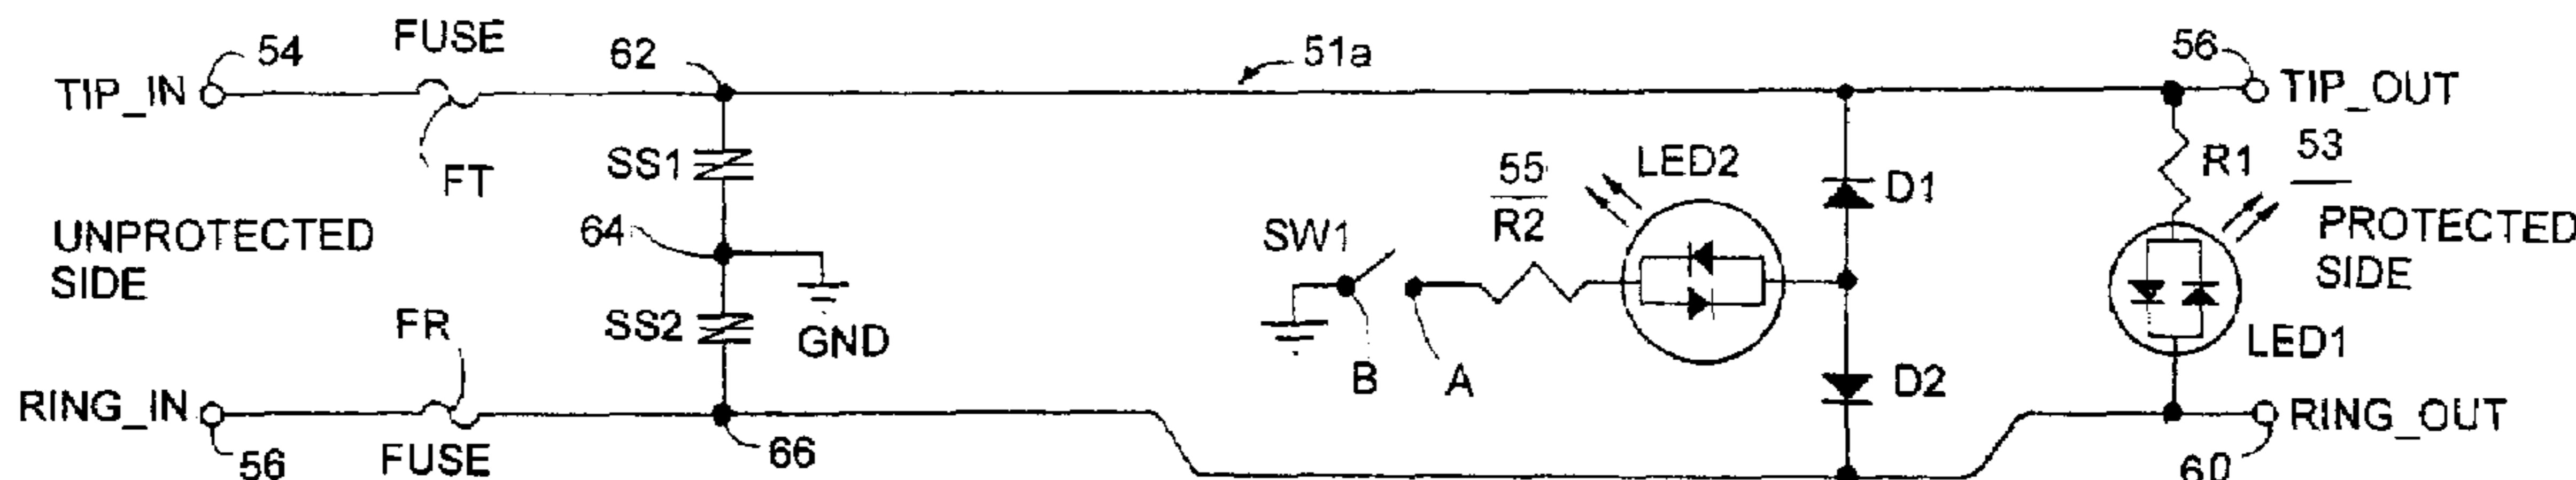 FUSE
54
62
51a
56
TIP_IN
TIP_OUT
FT
SS1
55
R2
LED2
D1
R1
53
UNPROTECTED
SIDE
64
SW1
PROTECTED
SIDE
FR
SS2
GND
B
A
D2
LED1
RING_IN
RING_OUT
56
FUSE
66
60